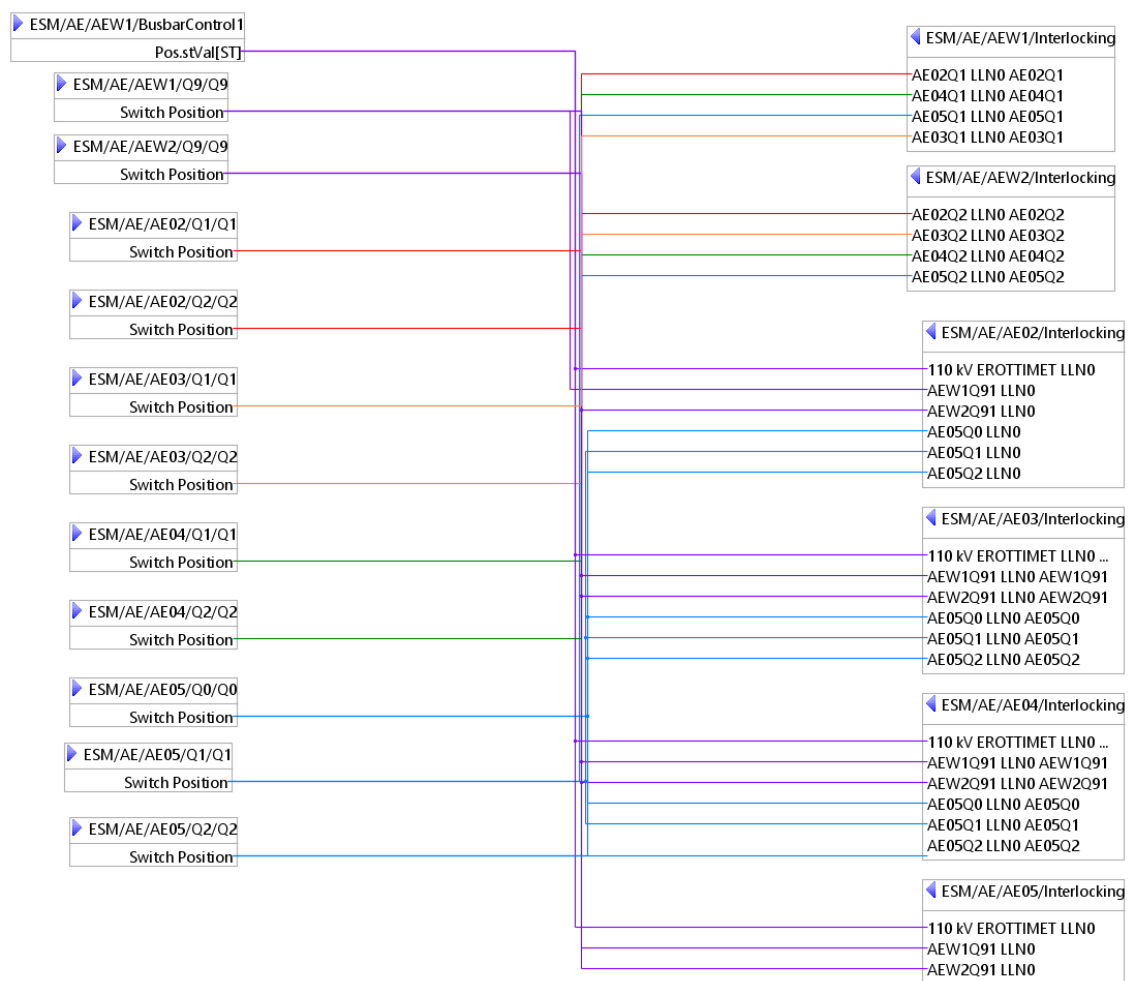 ESM/AE/AEW1/BusbarControl1
Pos.stVal[ST]
ESM/AE/AEW1/Q9/Q9
Switch Position
ESM/AE/AEW2/Q9/Q9
Switch Position
ESM/AE/AE02/Q1/Q1
Switch Position
ESM/AE/AE02/Q2/Q2
Switch Position
ESM/AE/AE03/Q1/Q1
Switch Position
ESM/AE/AE03/Q2/Q2
Switch Position
ESM/AE/AE04/Q1/Q1
Switch Position
ESM/AE/AE04/Q2/Q2
Switch Position
ESM/AE/AE05/Q0/Q0
Switch Position
ESM/AE/AE05/Q1/Q1
Switch Position
ESM/AE/AE05/Q2/Q2
Switch Position
ESM/AE/AEW1/Interlocking
AE02Q1 LLN0 AE02Q1
AE04Q1 LLN0 AE04Q1
AE05Q1 LLN0 AE05Q1
AE03Q1 LLN0 AE03Q1
ESM/AE/AEW2/Interlocking
AE02Q2 LLN0 AE02Q2
AE03Q2 LLN0 AE03Q2
AE04Q2 LLN0 AE04Q2
AE05Q2 LLN0 AE05Q2
ESM/AE/AE02/Interlocking
110 kV EROTTIMET LLN0
AEW1Q91 LLN0
AEW2Q91 LLN0
AE05Q0 LLN0
AE05Q1 LLN0
AE05Q2 LLN0
ESM/AE/AE03/Interlocking
110 kV EROTTIMET LLN0 ...
AEW1Q91 LLN0 AEW1Q91
AEW2Q91 LLN0 AEW2Q91
AE05Q0 LLN0 AE05Q0
AE05Q1 LLN0 AE05Q1
AE05Q2 LLN0 AE05Q2
ESM/AE/AE04/Interlocking
110 kV EROTTIMET LLN0 ...
AEW1Q91 LLN0 AEW1Q91
AEW2Q91 LLN0 AEW2Q91
AE05Q0 LLN0 AE05Q0
AE05Q1 LLN0 AE05Q1
AE05Q2 LLN0 AE05Q2
ESM/AE/AE05/Interlocking
110 kV EROTTIMET LLN0
AEW1Q91 LLN0
AEW2Q91 LLN0